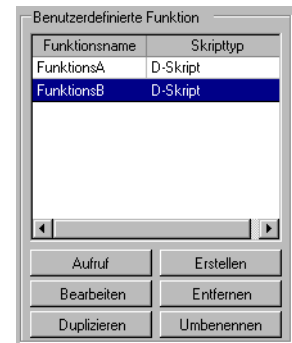 Benutzerdefinierte Funktion
Funktionsname Skripttyp
FunktionsA D-Skript
FunktionsB D-Skript
Aufruf Erstellen
Bearbeiten Entfernen
Duplizieren Umbenennen